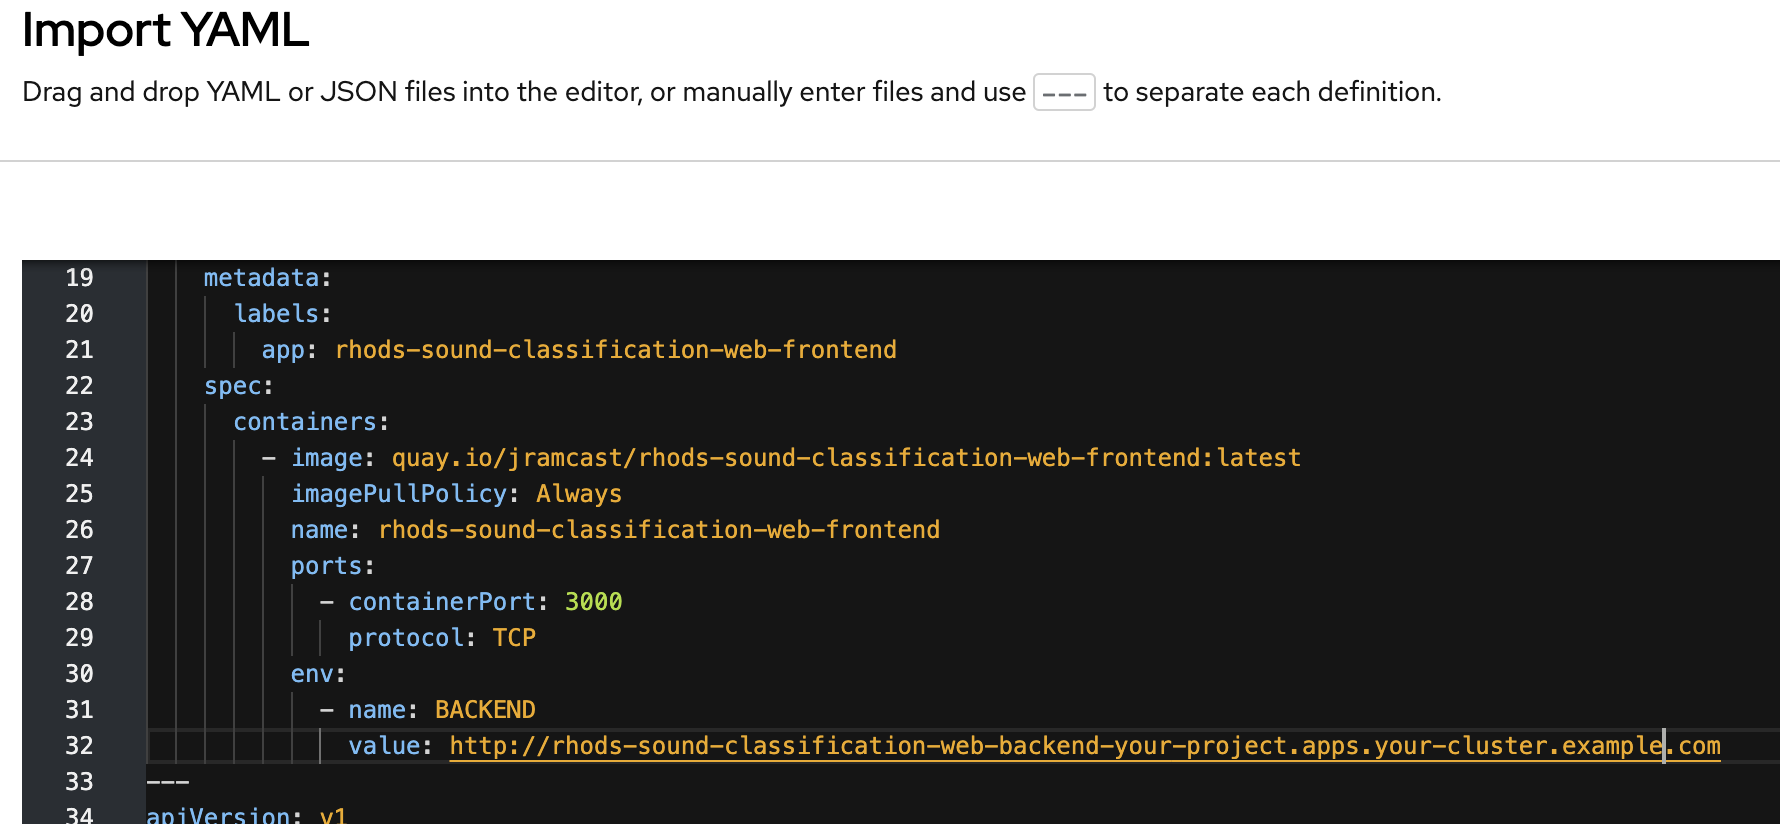 Import YAML
Drag and drop YAML or JSON files into the editor, or manually enter files and use --- to separate each definition.
19 metadata:
20 labels:
21 app: rhods-sound-classification-web-frontend
22 spec:
23 containers:
24 - image: quay.io/jramcast/rhods-sound-classification-web-frontend:latest
25 imagePullPolicy: Always
26 name: rhods-sound-classification-web-frontend
27 ports:
28 - containerPort: 3000
29 protocol: TCP
30 env:
31 - name: BACKEND
32 value: http://rhods-sound-classification-web-backend-your-project.apps.your-cluster.example.com
33 ---
34 apiVersion: v1